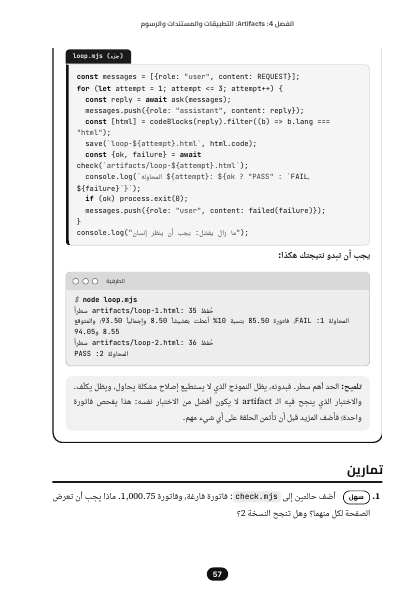 الفصل 4: Artifacts: التطبيقات والمستندات والرسوم
loop.mjs (جزء)
const messages = [{role: "user", content: REQUEST}];
for (let attempt = 1; attempt <= 3; attempt++) {
const reply = await ask(messages);
messages.push({role: "assistant", content: reply});
const [html] = codeBlocks(reply).filter((b) => b.lang ===
"html");
save(`loop-${attempt}.html`, html.code);
const {ok, failure} = await
check(`artifacts/loop-${attempt}.html`);
console.log(`المحاولة ${attempt}: ${ok ? "PASS" : `FAIL,
${failure}`}`);
if (ok) process.exit(0);
messages.push({role: "user", content: failed(failure)});
}
console.log("ما زال يفشل: يجب أن ينظر إنسان");
يجب أن تبدو نتيجتك هكذا:
الطرفية
$ node loop.mjs
حُفظ artifacts/loop-1.html: 35 سطراً
المحاولة 1: FAIL, فاتورة 85.50 بنسبة 10% أعطت بقشيشاً 8.50 وإجمالياً 93.50؛ والمتوقع
8.55 و94.05
حُفظ artifacts/loop-2.html: 36 سطراً
المحاولة 2: PASS
تلميح: الحد أهم سطر. فبدونه، يظل النموذج الذي لا يستطيع إصلاح مشكلة يحاول، ويظل يكلّف.
والاختبار الذي ينجح فيه الـ artifact لا يكون أفضل من الاختبار نفسه: هذا يفحص فاتورة
واحدة؛ فأضف المزيد قبل أن تأتمن الحلقة على أي شيء مهم.
تمارين
1. سهل أضف حالتين إلى check.mjs: فاتورة فارغة، وفاتورة 1,000.75. ماذا يجب أن تعرض
الصفحة لكل منهما؟ وهل تنجح النسخة 2؟
57